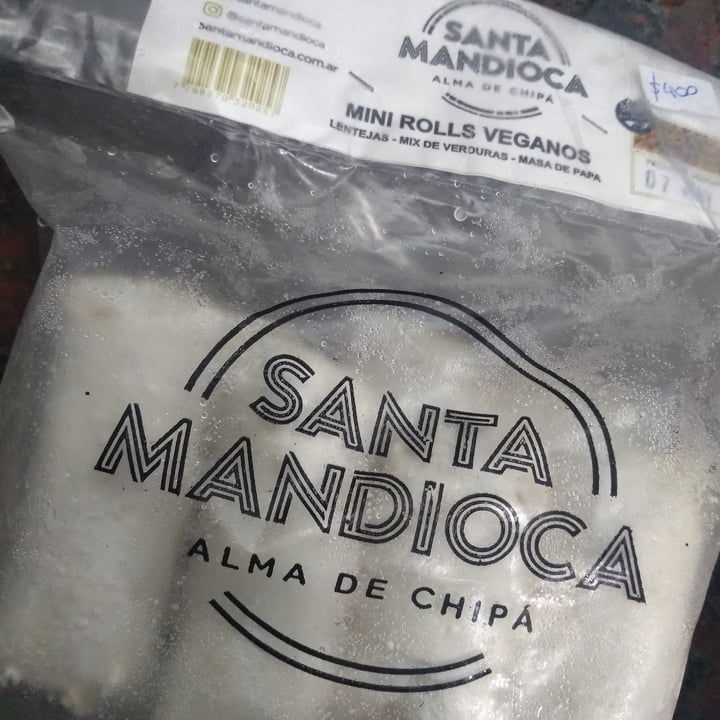 @santamandioca
santamandioca.com.ar
SANTA
MANDIOCA
ALMA DE CHIPÁ
$400
MINI ROLLS VEGANOS
LENTEJAS - MIX DE VERDURAS - MASA DE PAPA
07
SANTA
MANDIOCA
ALMA DE CHIPÁ